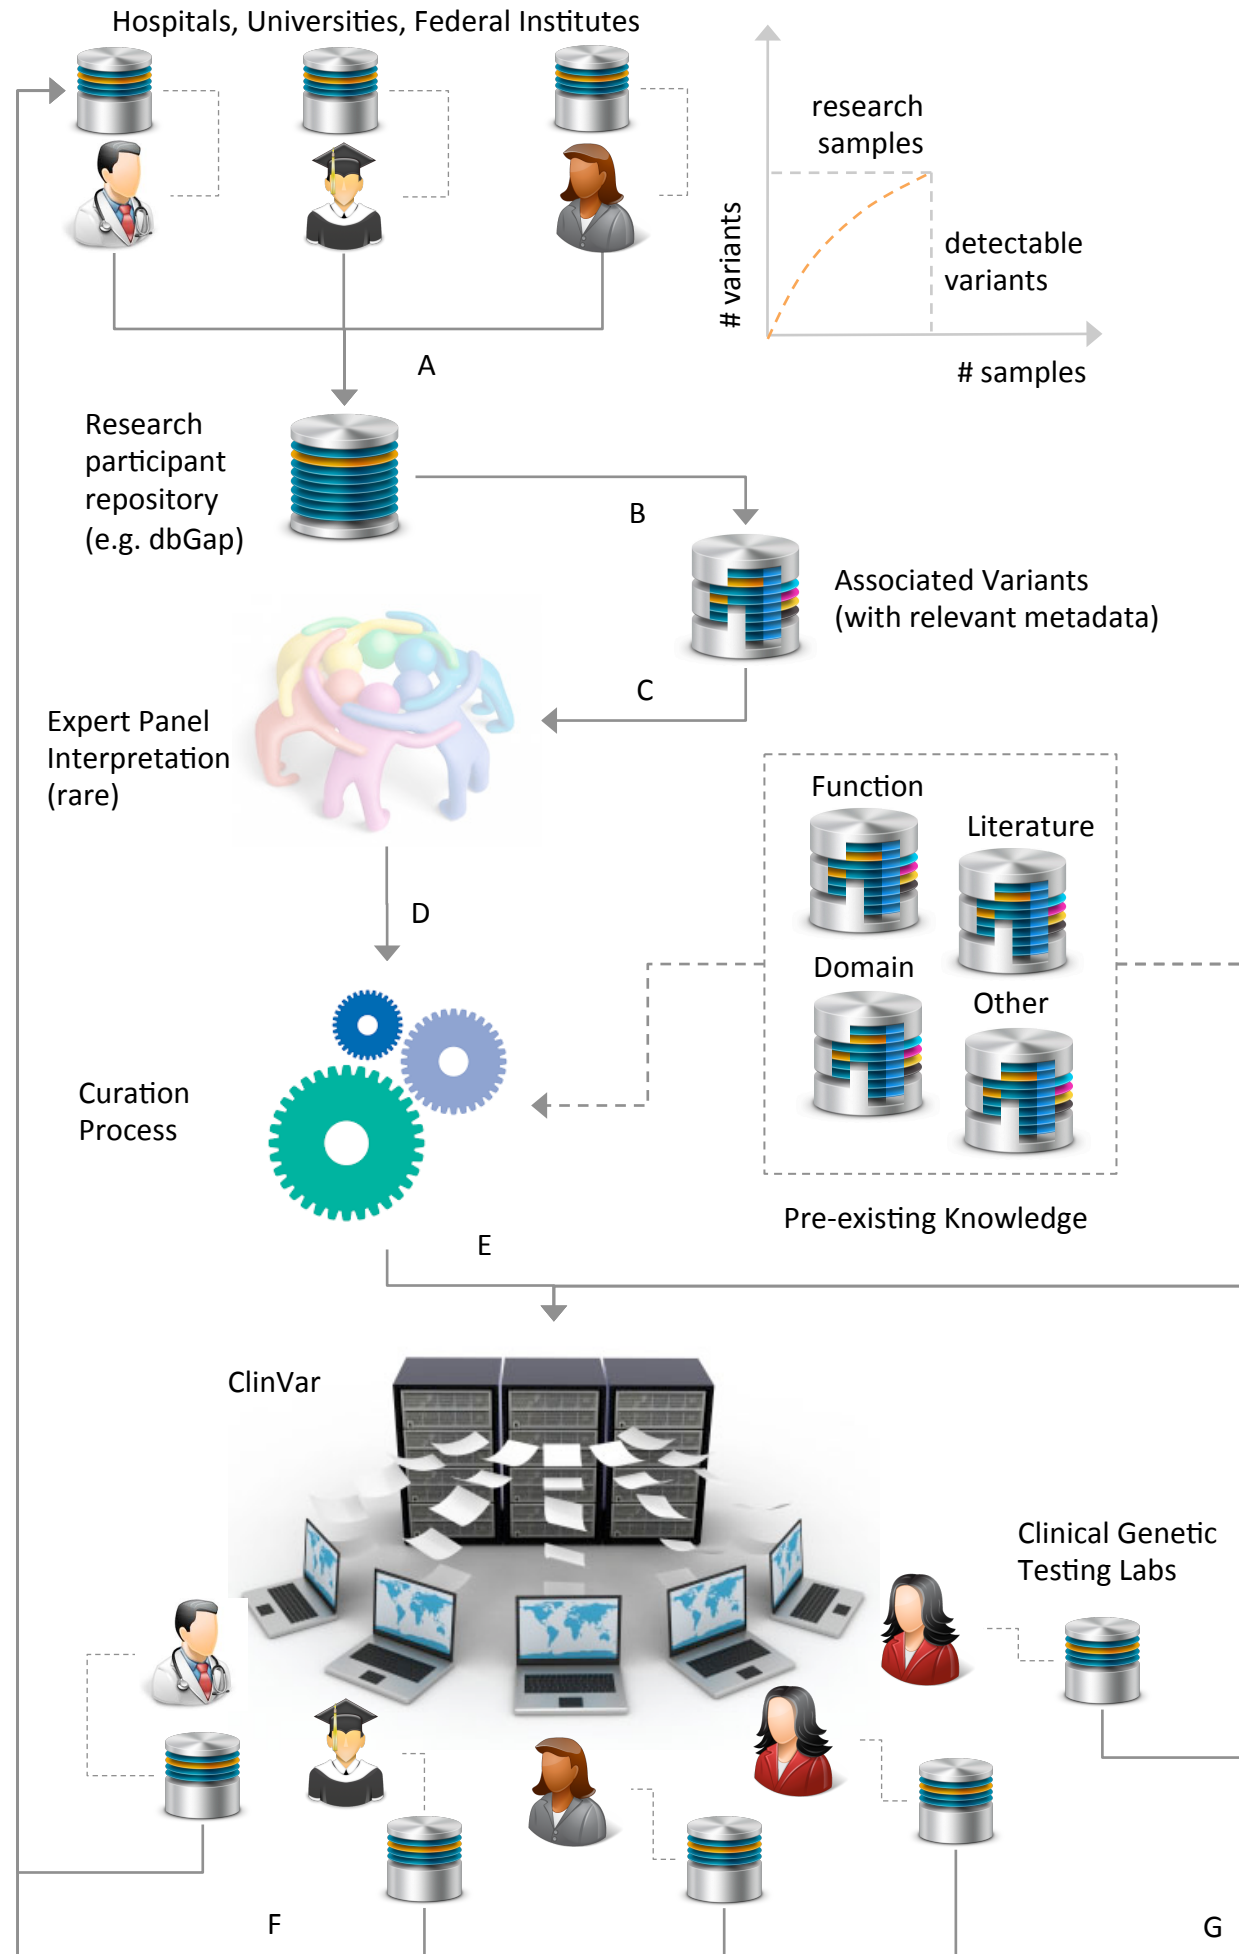 Hospitals, Universities, Federal Institutes
research
samples
# variants
detectable
variants
# samples
A
Research
participant
repository
(e.g. dbGap)
B
Associated Variants
(with relevant metadata)
C
Expert Panel
Interpretation
(rare)
Function
Literature
D
Domain
Other
Curation
Process
Pre-existing Knowledge
E
ClinVar
Clinical Genetic
Testing Labs
F
G